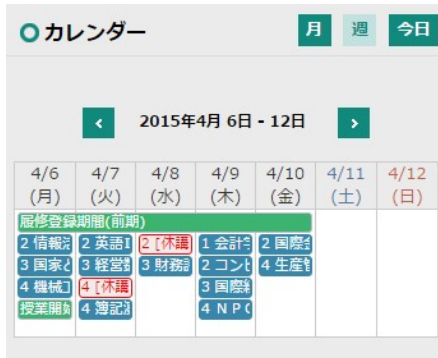 カレンダー
月 週 今日
< 2015年4月 6日 - 12日 >
4/6 4/7 4/8 4/9 4/10 4/11 4/12
(月) (火) (水) (木) (金) (土) (日)
履修登録期間(前期)
2 情報 2 英語I 2 [休講 1 会計 2 国際
3 国家と 3 経営 3 財務 2 コン 4 生産
4 機械工 4 [休講 3 国際
授業開始 4 簿記 4 NPO